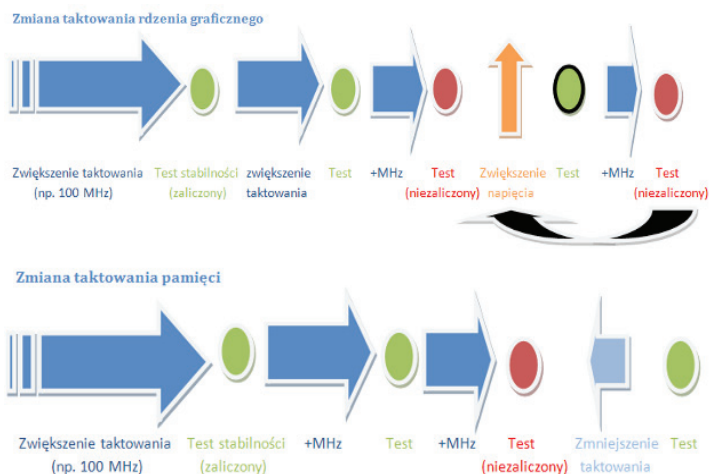 Zmiana taktowania rdzenia graficznego
Zwiększenie taktowania Test stabilności zwiększenie Test +MHz Test Zwiększenie Test +MHz Test
(np. 100 MHz) (zaliczony) taktowania (niezaliczony) napięcia (niezaliczony)
Zmiana taktowania pamięci
Zwiększenie taktowania Test stabilności +MHz Test +MHz Test Zmniejszenie Test
(np. 100 MHz) (zaliczony) (niezaliczony) taktowania